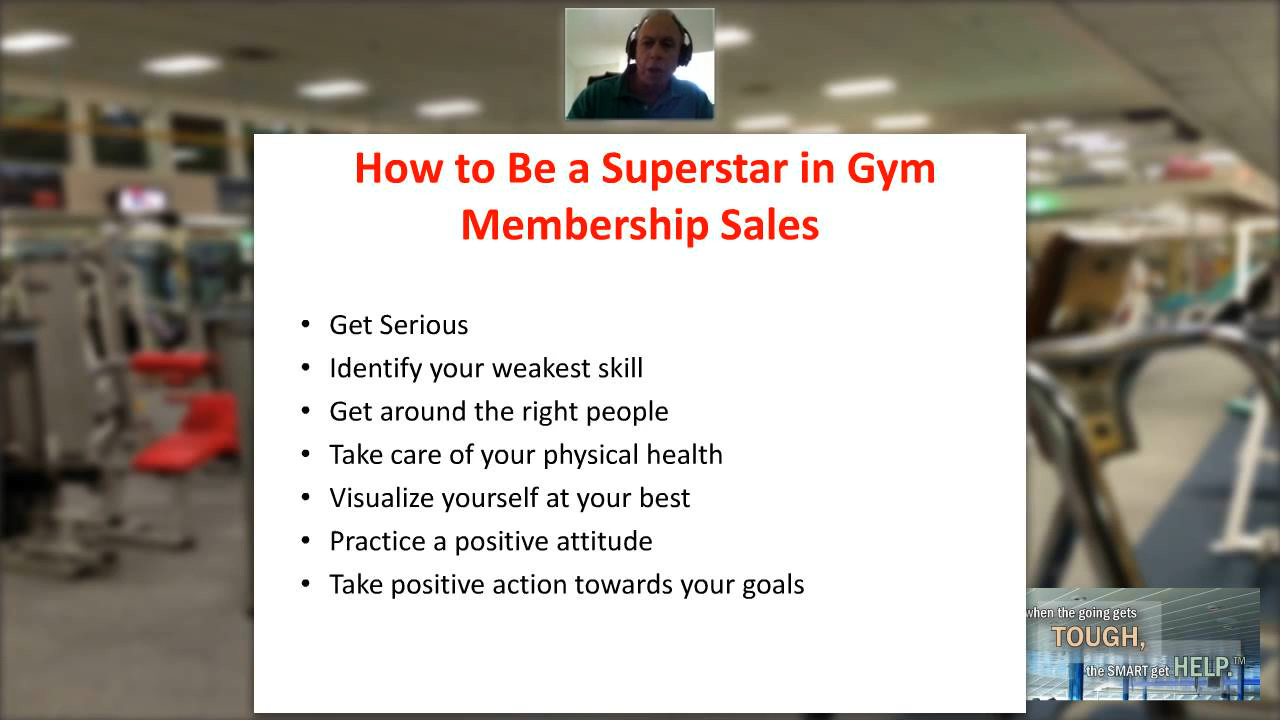 How to Be a Superstar in Gym
Membership Sales
• Get Serious
• Identify your weakest skill
• Get around the right people
• Take care of your physical health
• Visualize yourself at your best
• Practice a positive attitude
• Take positive action towards your goals
when the going gets
TOUGH,
the SMART get HELP.™